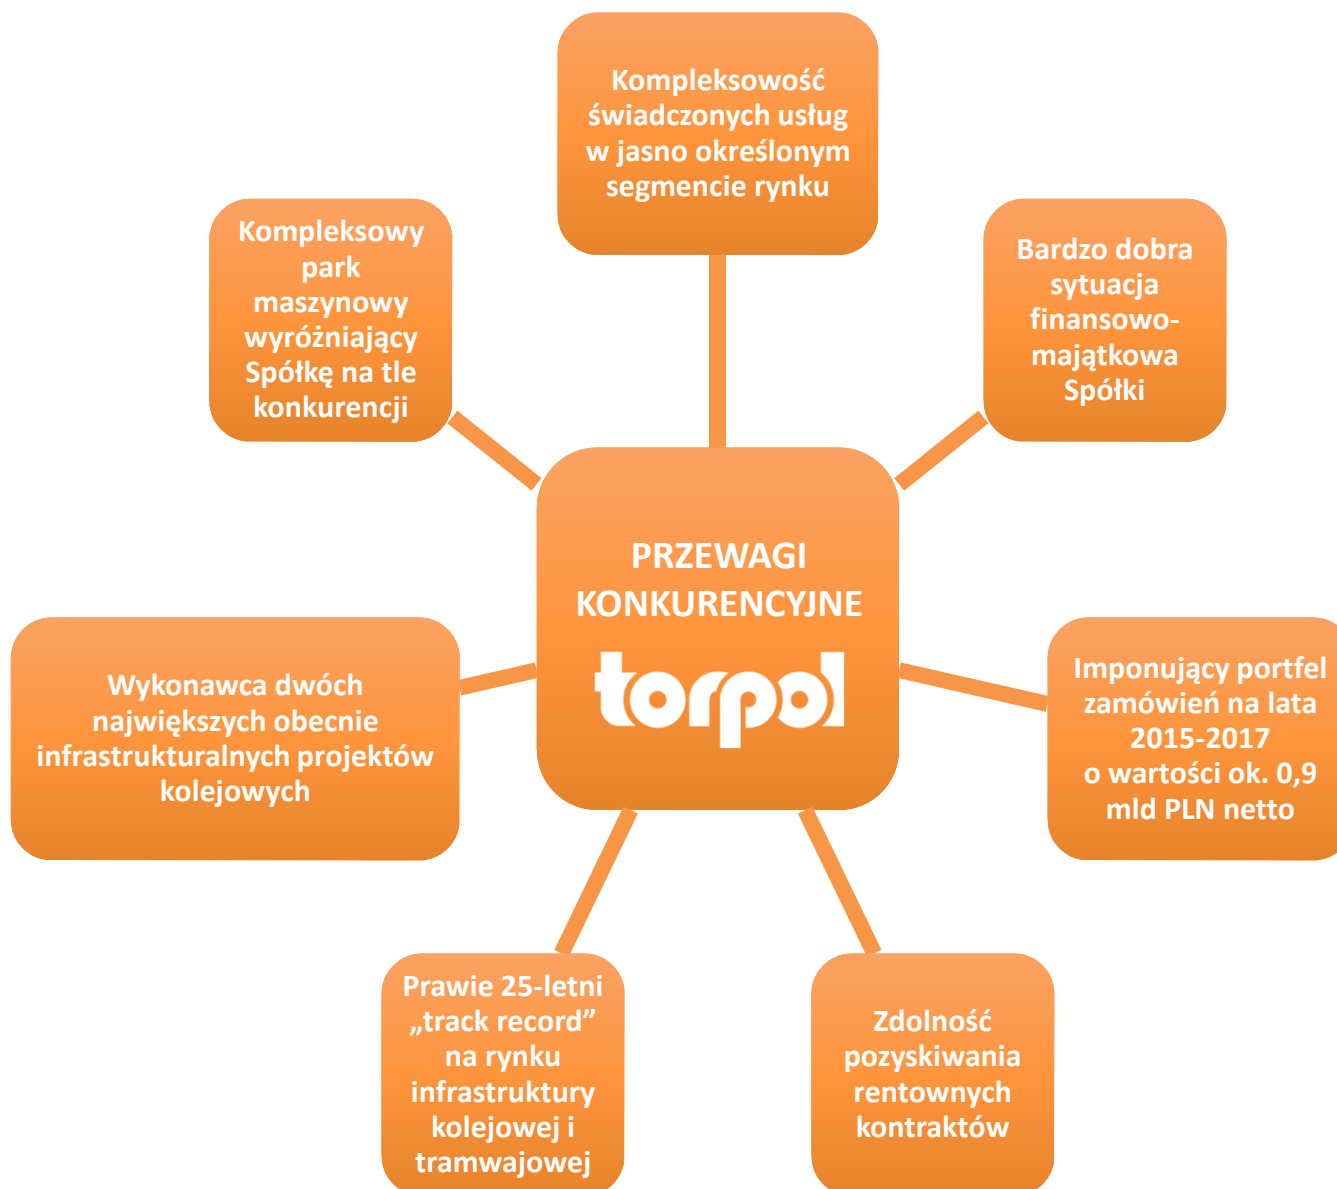 Kompleksowość
świadczonych usług
w jasno określonym
segmencie rynku
Kompleksowy
park
maszynowy
wyróżniający
Spółkę na tle
konkurencji
Bardzo dobra
sytuacja
finansowo-
majątkowa
Spółki
PRZEWAGI
KONKURENCYJNE
torpol
Wykonawca dwóch
największych obecnie
infrastrukturalnych projektów
kolejowych
Imponujący portfel
zamówień na lata
2015-2017
o wartości ok. 0,9
mld PLN netto
Prawie 25-letni
„track record”
na rynku
infrastruktury
kolejowej i
tramwajowej
Zdolność
pozyskiwania
rentownych
kontraktów